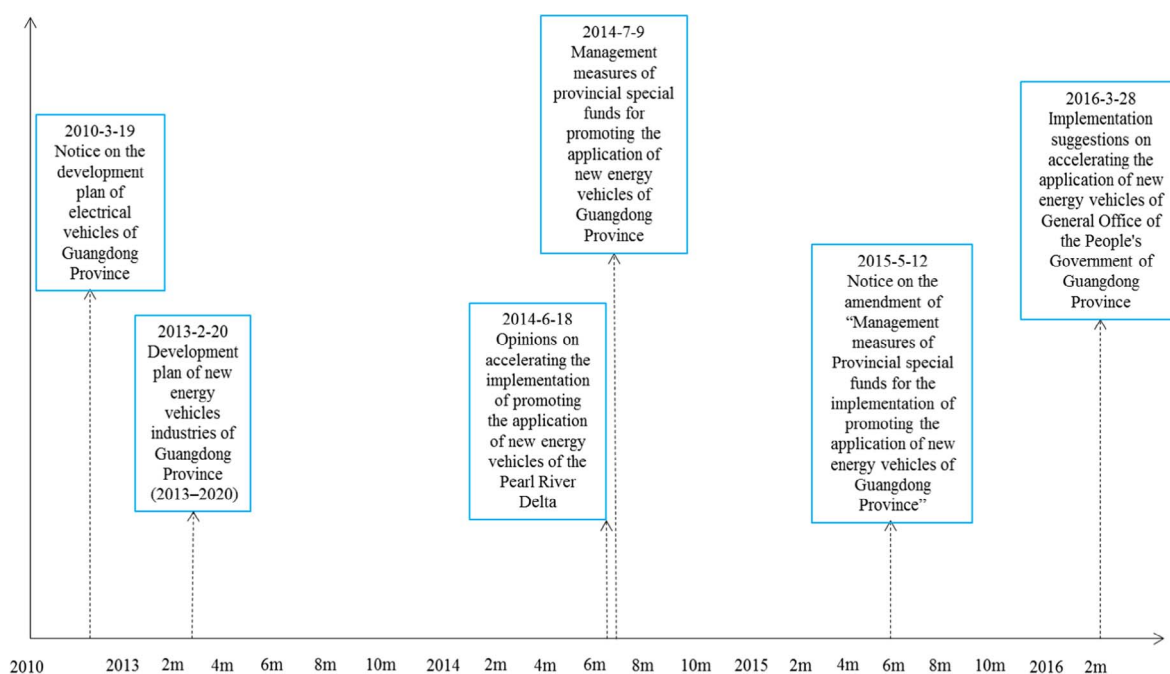 2010-3-19
Notice on the
development
plan of
electrical
vehicles of
Guangdong
Province
2013-2-20
Development
plan of new
energy
vehicles
industries of
Guangdong
Province
(2013–2020)
2014-6-18
Opinions on
accelerating the
implementation
of promoting
the application
of new energy
vehicles of the
Pearl River
Delta
2014-7-9
Management
measures of
provincial special
funds for
promoting the
application of
new energy
vehicles of
Guangdong
Province
2015-5-12
Notice on the
amendment of
“Management
measures of
Provincial special
funds for the
implementation of
promoting the
application of new
energy vehicles of
Guangdong
Province”
2016-3-28
Implementation
suggestions on
accelerating the
application of new
energy vehicles of
General Office of
the People's
Government of
Guangdong
Province
2010 2013 2m 4m 6m 8m 10m 2014 2m 4m 6m 8m 10m 2015 2m 4m 6m 8m 10m 2016 2m